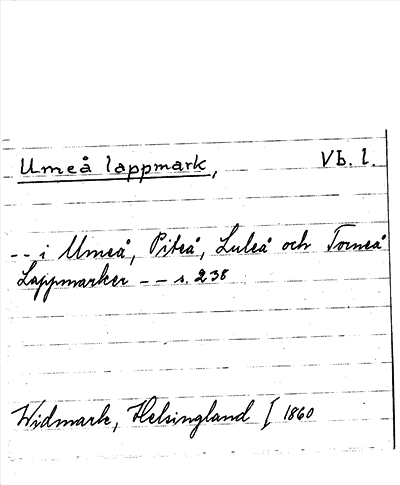 Umeå lappmark, Vb. l.
-- i Umeå, Piteå, Luleå och Torneå
Lappmarker -- s. 238
Widmark, Helsingland I 1860